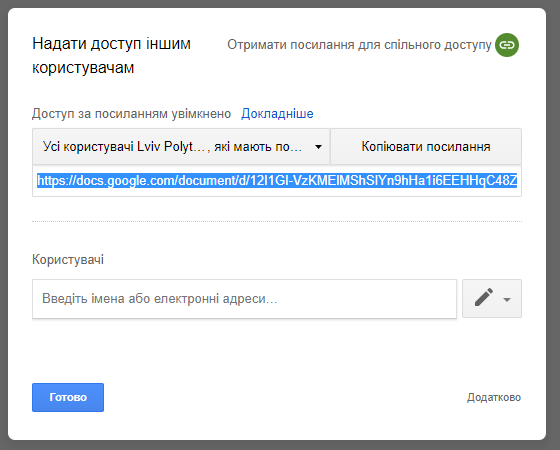 Надати доступ іншим
користувачам
Отримати посилання для спільного доступу
Доступ за посиланням увімкнено Докладніше
Усі користувачі Lviv Polyt…, які мають по…
Копіювати посилання
https://docs.google.com/document/d/12I1GI-VzKMEIMShSIYn9hHa1i6EEHHqC48Z
Користувачі
Введіть імена або електронні адреси…
Готово
Додатково